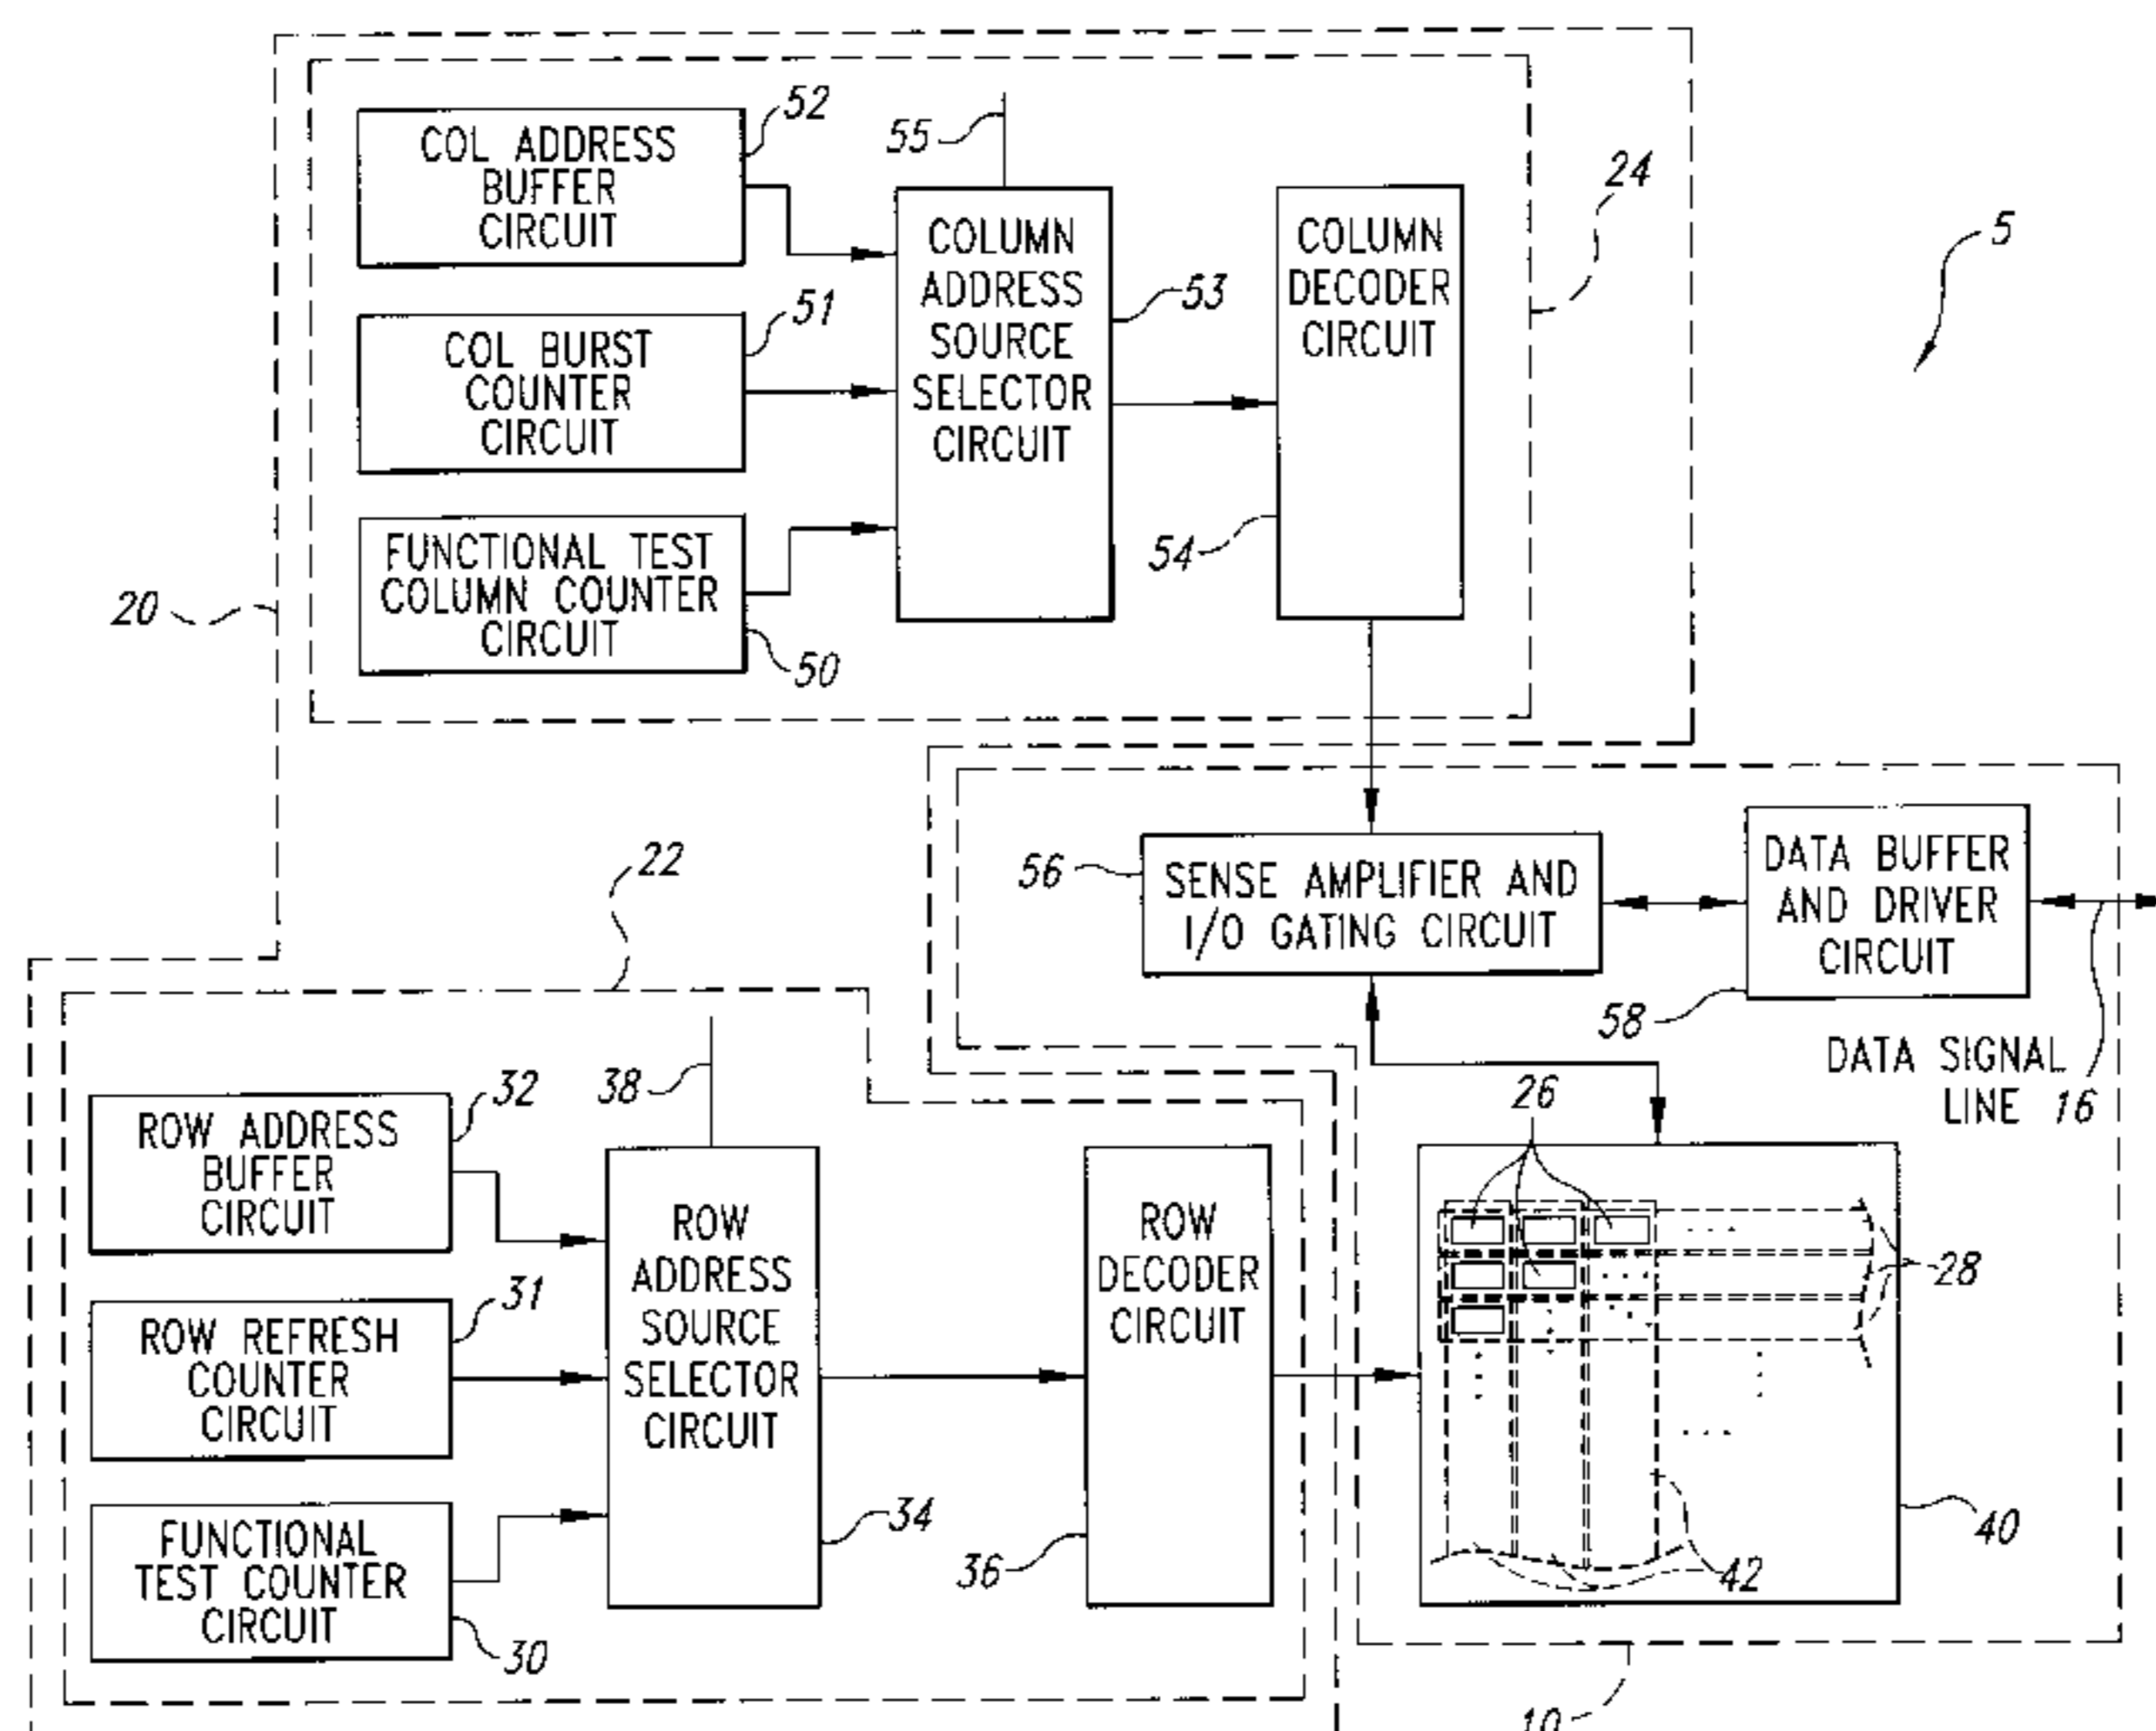 COL ADDRESS
BUFFER
CIRCUIT
52
55
COLUMN
ADDRESS
SOURCE
SELECTOR
CIRCUIT
53
COLUMN
DECODER
CIRCUIT
54
24
5
COL BURST
COUNTER
CIRCUIT
51
FUNCTIONAL TEST
COLUMN COUNTER
CIRCUIT
50
20
22
56
SENSE AMPLIFIER AND
I/O GATING CIRCUIT
DATA BUFFER
AND DRIVER
CIRCUIT
58
DATA SIGNAL
LINE 16
ROW ADDRESS
BUFFER
CIRCUIT
32
38
ROW
ADDRESS
SOURCE
SELECTOR
CIRCUIT
34
ROW
DECODER
CIRCUIT
36
26
28
ROW REFRESH
COUNTER
CIRCUIT
31
FUNCTIONAL
TEST COUNTER
CIRCUIT
30
42
40
10